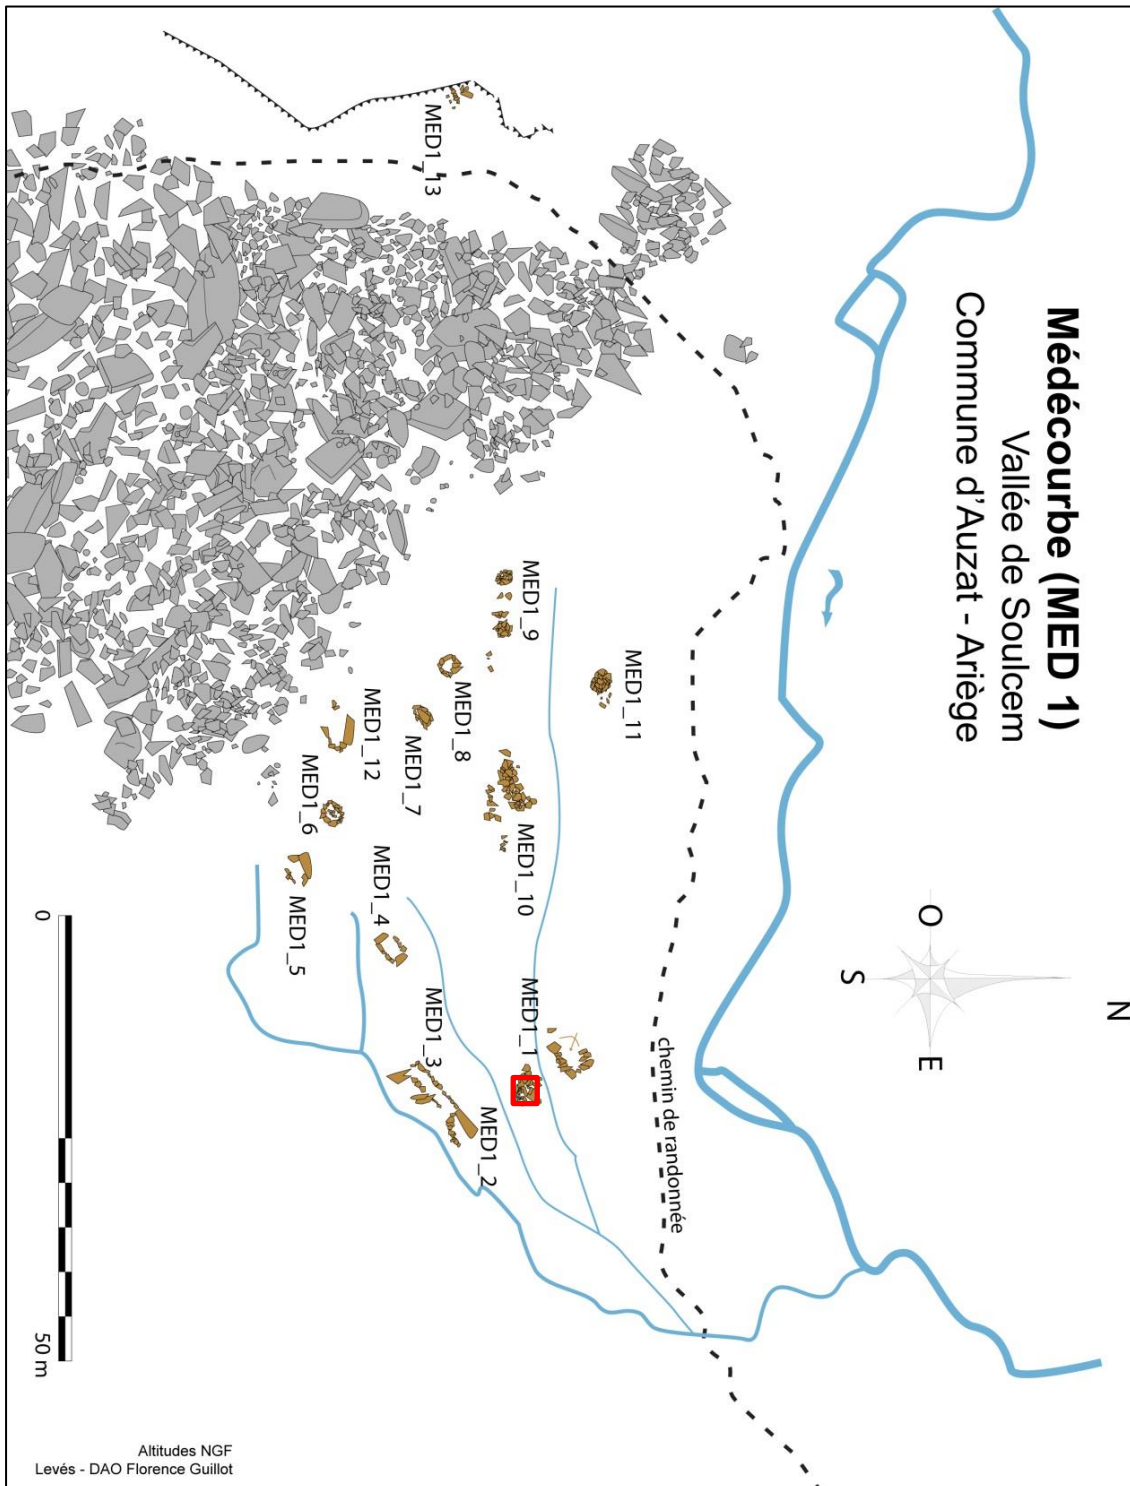 Médécourbe (MED 1)
Vallée de Soulcem
Commune d'Auzat - Ariège
N
O
E
S
chemin de randonnée
MED1_13
MED1_9
MED1_11
MED1_8
MED1_7
MED1_12
MED1_6
MED1_10
MED1_5
MED1_4
MED1_1
MED1_3
MED1_2
0
50 m
Altitudes NGF
Levés - DAO Florence Guillot